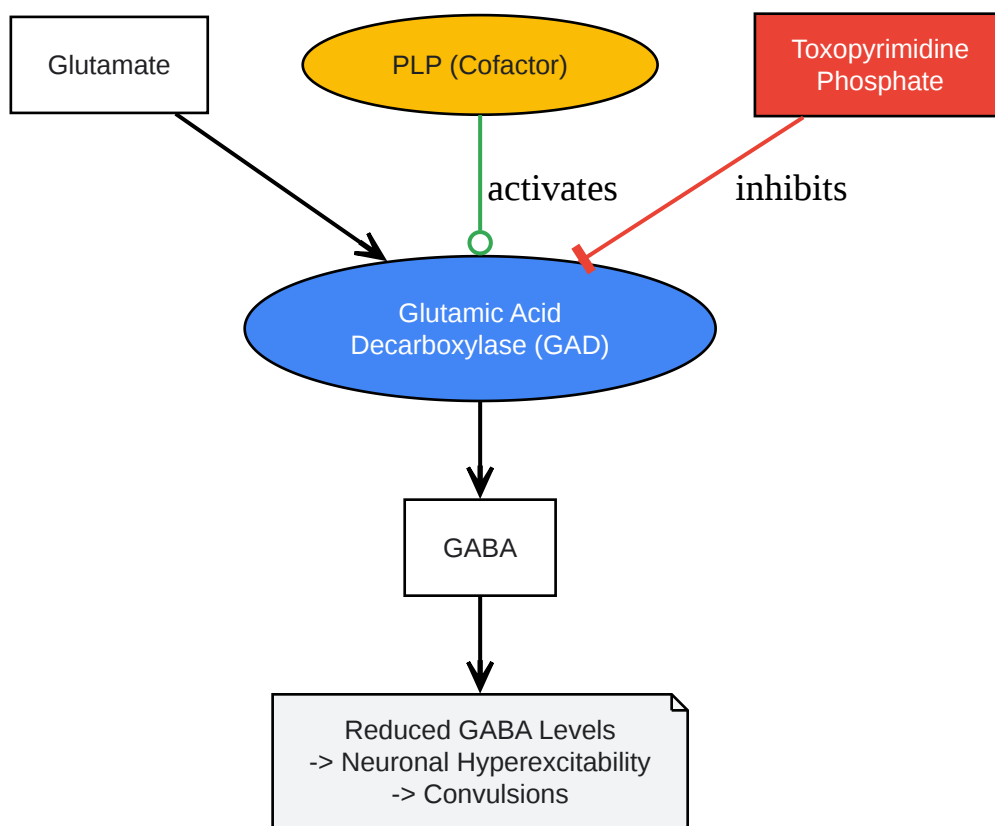 Glutamate
PLP (Cofactor)
Toxopyrimidine
Phosphate
activates
inhibits
Glutamic Acid
Decarboxylase (GAD)
GABA
Reduced GABA Levels
-> Neuronal Hyperexcitability
-> Convulsions